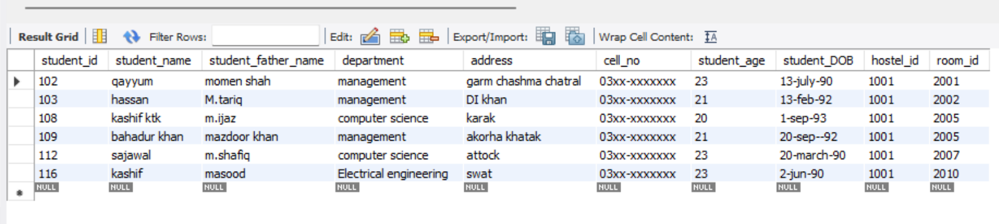 Result Grid Filter Rows: Edit: Export/Import: Wrap Cell Content: IA
student_id student_name student_father_name department address cell_no student_age student_DOB hostel_id room_id
102 qayyum momen shah management garm chashma chatral 03xx-xxxxxxx 23 13-july-90 1001 2001
103 hassan M.tariq management DI khan 03xx-xxxxxxx 21 13-feb-92 1001 2002
108 kashif ktk m.ijaz computer science karak 03xx-xxxxxxx 20 1-sep-93 1001 2005
109 bahadur khan mazdoor khan management akorha khatak 03xx-xxxxxxx 21 20-sep--92 1001 2005
112 sajawal m.shafiq computer science attock 03xx-xxxxxxx 23 20-march-90 1001 2007
116 kashif masood Electrical engineering swat 03xx-xxxxxxx 23 2-jun-90 1001 2010
NULL NULL NULL NULL NULL NULL NULL NULL NULL NULL